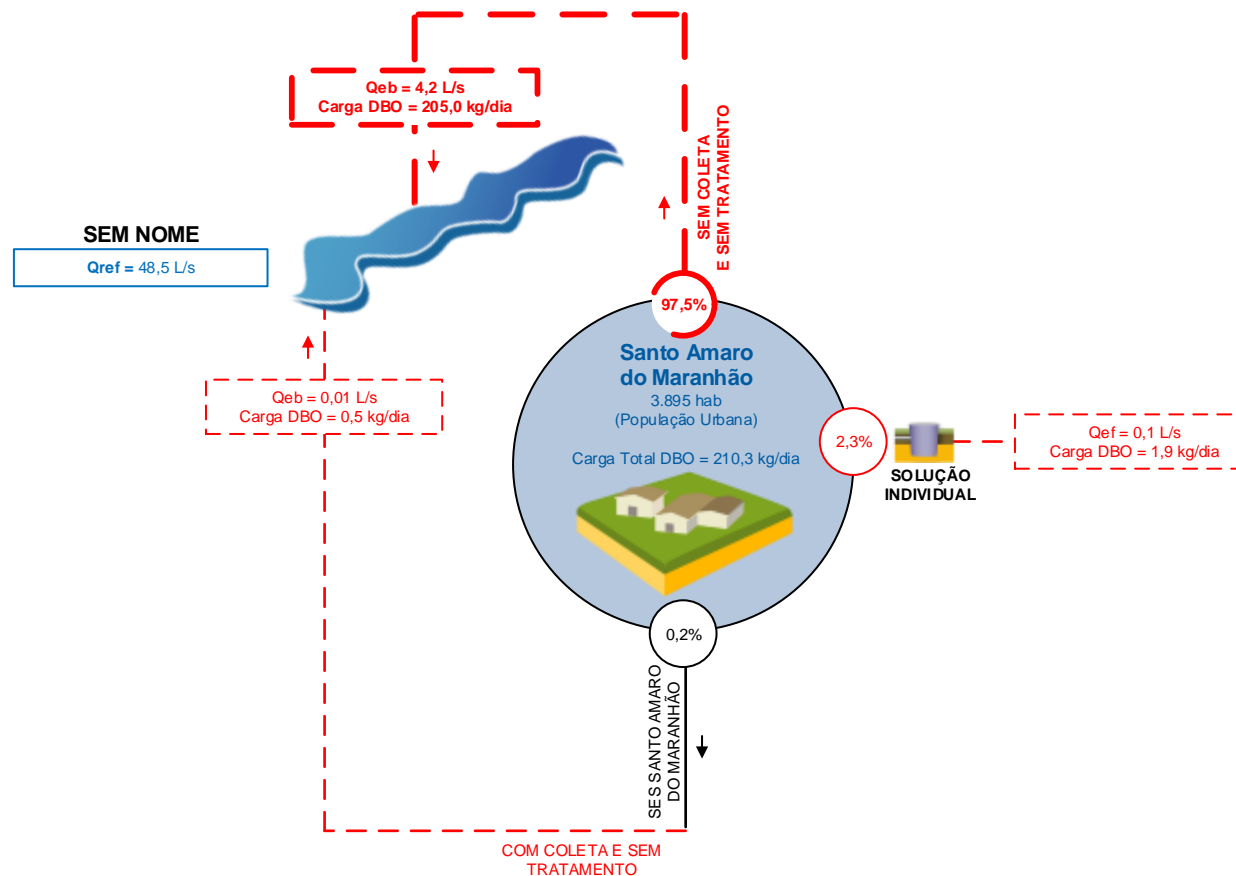 Qeb = 4,2 L/s
Carga DBO = 205,0 kg/dia
SEM COLETA
E SEM TRATAMENTO
SEM NOME
Qref = 48,5 L/s
97,5%
Santo Amaro
do Maranhão
3.895 hab
(População Urbana)
Carga Total DBO = 210,3 kg/dia
Qeb = 0,01 L/s
Carga DBO = 0,5 kg/dia
2,3%
SOLUÇÃO
INDIVIDUAL
Qef = 0,1 L/s
Carga DBO = 1,9 kg/dia
0,2%
SES SANTO AMARO
DO MARANHÃO
COM COLETA E SEM
TRATAMENTO